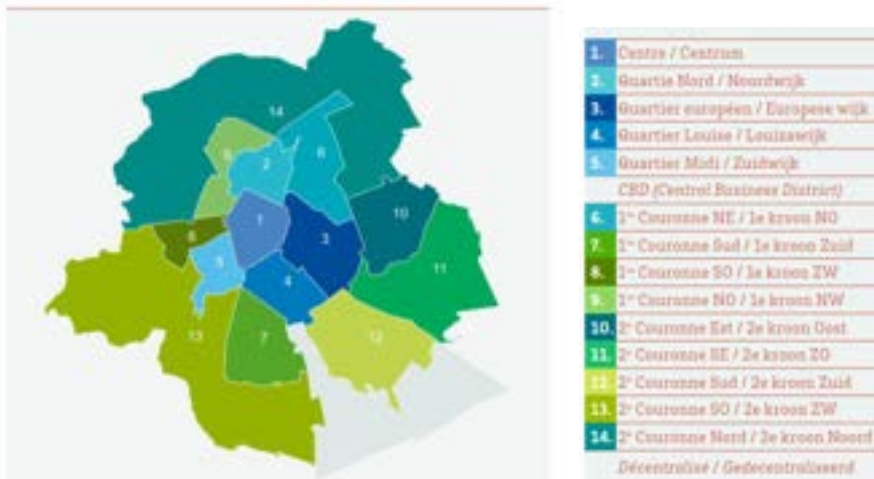 14
9
2
6
10
1
3
8
5
4
11
13
7
12
1. Centre / Centrum
2. Quartie Nord / Noordwijk
3. Quartier européen / Europese wijk
4. Quartier Louise / Louizawijk
5. Quartier Midi / Zuidwijk
CBD (Central Business District)
6. 1re Couronne NE / 1e kroon NO
7. 1re Couronne Sud / 1e kroon Zuid
8. 1re Couronne SO / 1e kroon ZW
9. 1re Couronne NO / 1e kroon NW
10. 2e Couronne Est / 2e kroon Oost
11. 2e Couronne SE / 2e kroon ZO
12. 2e Couronne Sud / 2e kroon Zuid
13. 2e Couronne SO / 2e kroon ZW
14. 2e Couronne Nord / 2e kroon Noord
Décentralisé / Gedecentraliseerd